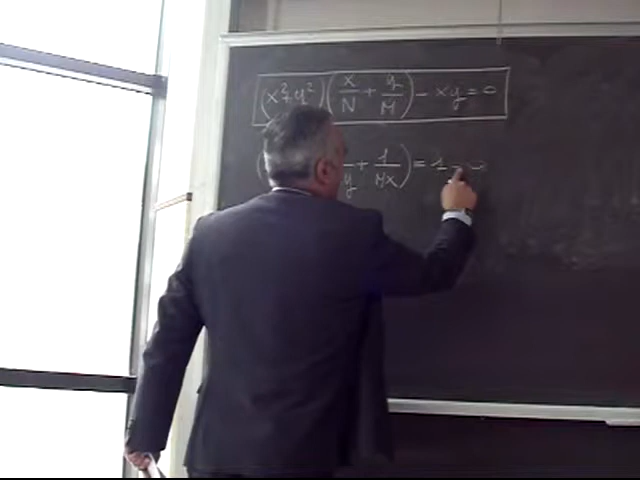 (x²+y²)(x/N + y/M) - xy = 0
( /y + 1/Mx) = 1